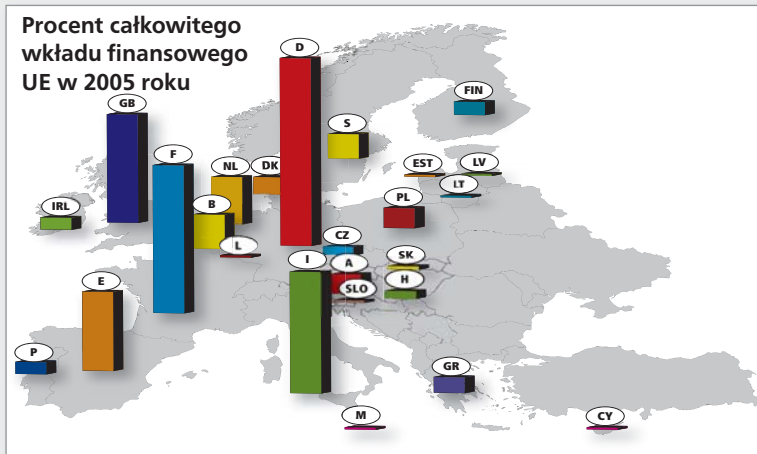 Procent całkowitego
wkładu finansowego
UE w 2005 roku
D
GB
FIN
S
F
NL
DK
EST
LV
LT
IRL
B
PL
L
CZ
I
A
SK
SLO
H
E
P
GR
M
CY